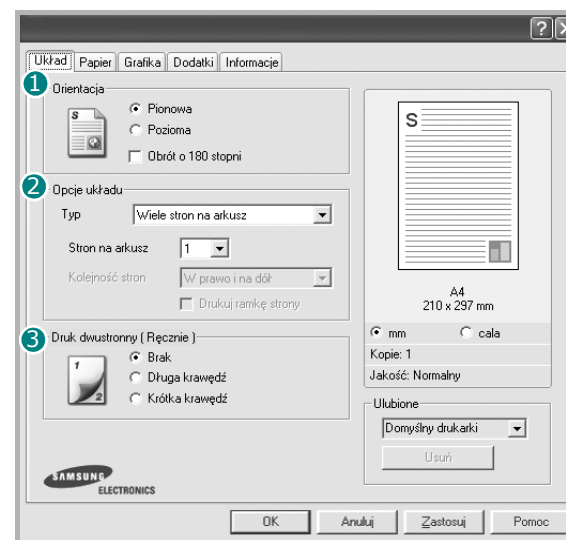 Układ Papier Grafika Dodatki Informacje
1
Orientacja
S
Pionowa
Pozioma
Obrót o 180 stopni
2
Opcje układu
Typ Wiele stron na arkusz
Stron na arkusz 1
Kolejność stron W prawo i na dół
Drukuj ramkę strony
3
Druk dwustronny ( Ręcznie )
1
2
Brak
Długa krawędź
Krótka krawędź
S
A4
210 x 297 mm
mm cala
Kopie: 1
Jakość: Normalny
Ulubione
Domyślny drukarki
Usuń
SAMSUNG
ELECTRONICS
OK Anuluj Zastosuj Pomoc